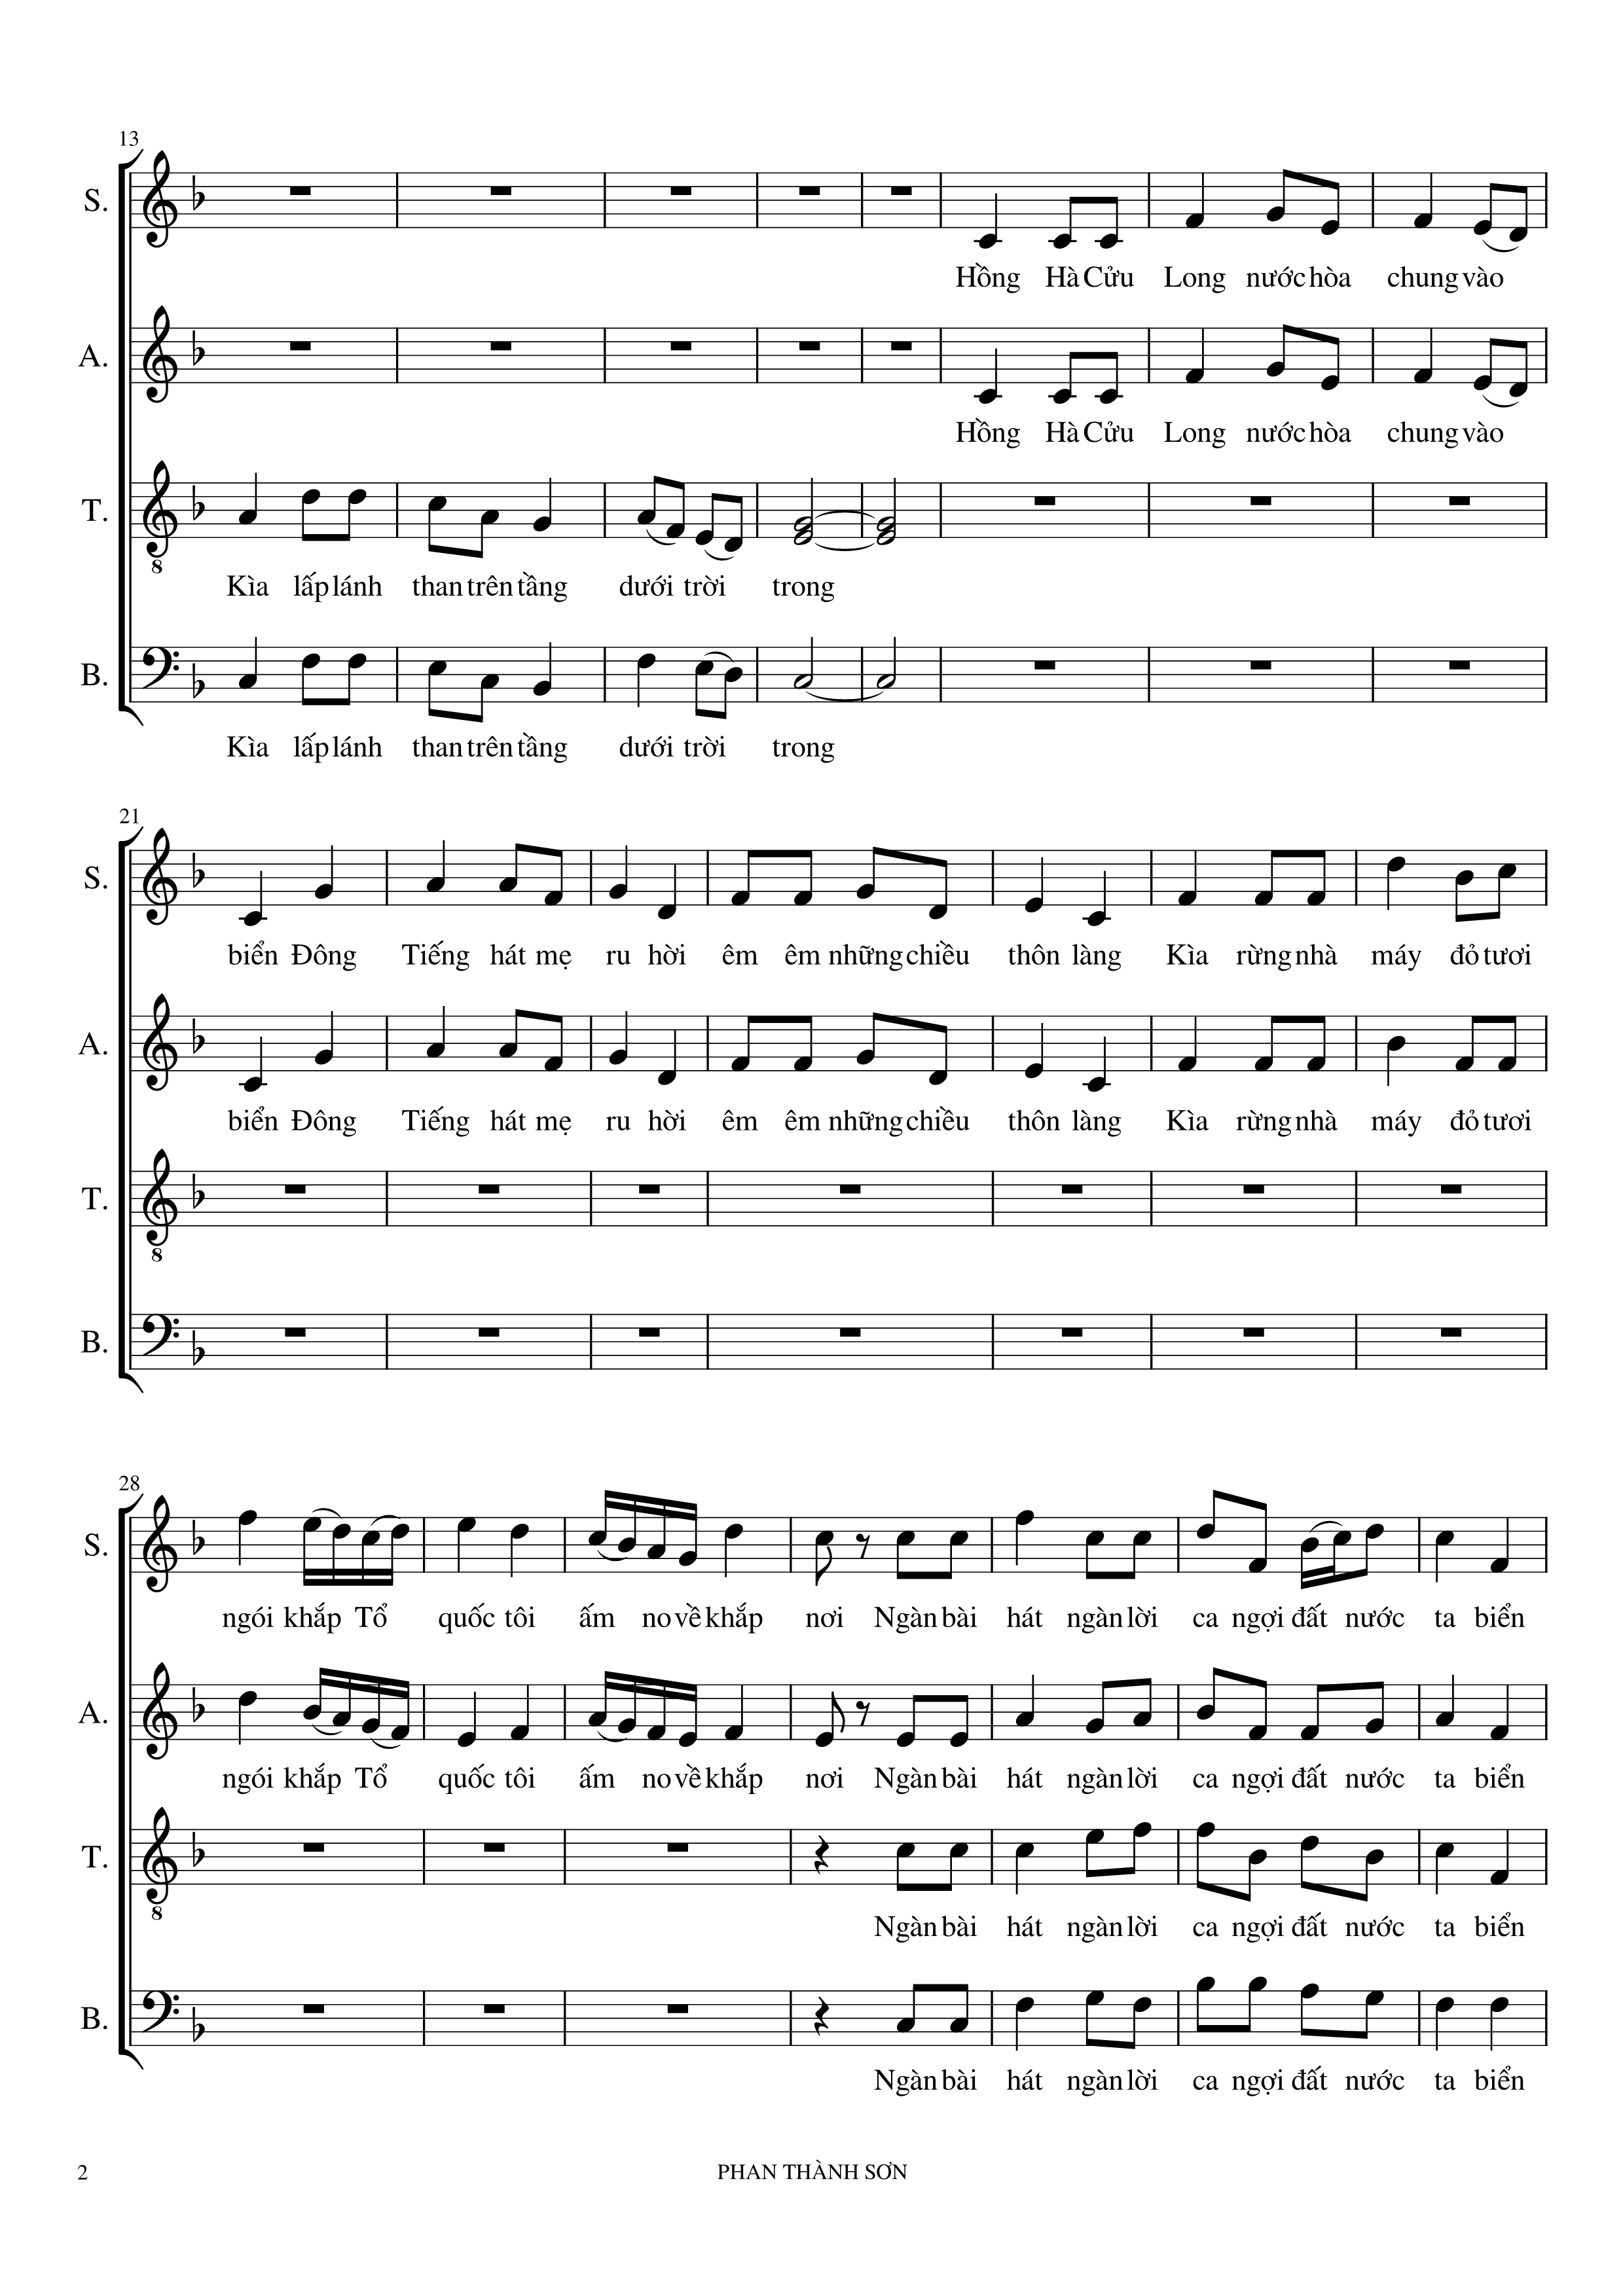 13
S.
Hồng Hà Cửu Long nước hòa chung vào
A.
Hồng Hà Cửu Long nước hòa chung vào
T.
8
Kìa lấp lánh than trên tầng dưới trời trong
B.
Kìa lấp lánh than trên tầng dưới trời trong
21
S.
biển Đông Tiếng hát mẹ ru hời êm êm những chiều thôn làng Kìa rừng nhà máy đỏ tươi
A.
biển Đông Tiếng hát mẹ ru hời êm êm những chiều thôn làng Kìa rừng nhà máy đỏ tươi
T.
8
B.
28
S.
ngói khắp Tổ quốc tôi ấm no về khắp nơi Ngàn bài hát ngàn lời ca ngợi đất nước ta biển
A.
ngói khắp Tổ quốc tôi ấm no về khắp nơi Ngàn bài hát ngàn lời ca ngợi đất nước ta biển
T.
8
Ngàn bài hát ngàn lời ca ngợi đất nước ta biển
B.
Ngàn bài hát ngàn lời ca ngợi đất nước ta biển
2 PHAN THÀNH SƠN